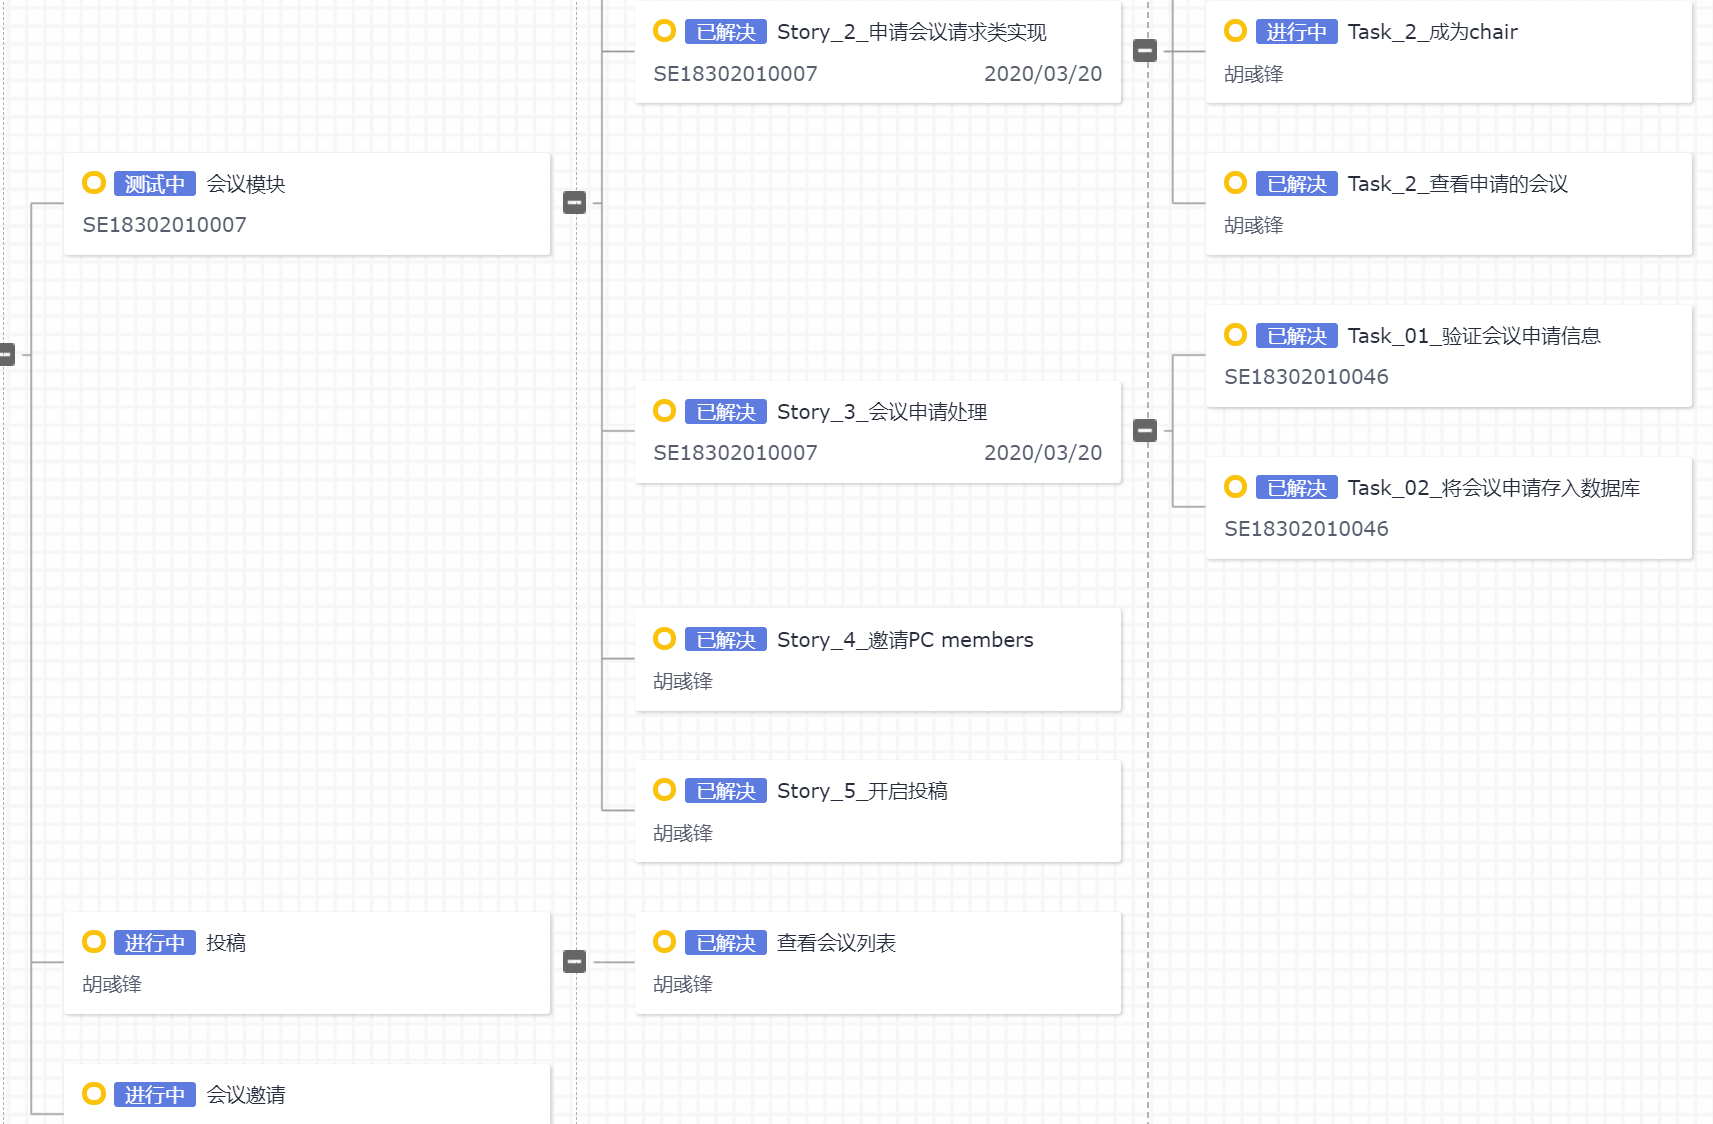 已解决 Story_2_申请会议请求类实现
SE18302010007 2020/03/20
进行中 Task_2_成为chair
胡彧锋
测试中 会议模块
SE18302010007
已解决 Task_2_查看申请的会议
胡彧锋
已解决 Task_01_验证会议申请信息
SE18302010046
已解决 Story_3_会议申请处理
SE18302010007 2020/03/20
已解决 Task_02_将会议申请存入数据库
SE18302010046
已解决 Story_4_邀请PC members
胡彧锋
已解决 Story_5_开启投稿
胡彧锋
进行中 投稿
胡彧锋
已解决 查看会议列表
胡彧锋
进行中 会议邀请